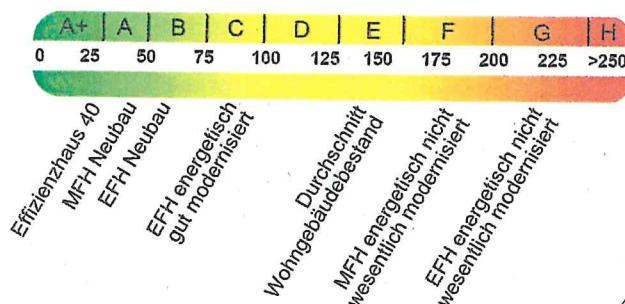 A+ A B C D E F G H
0 25 50 75 100 125 150 175 200 225 >250
Effizienzhaus 40
MFH Neubau
EFH Neubau
EFH energetisch
gut modernisiert
Durchschnitt
Wohngebäudebestand
MFH energetisch nicht
wesentlich modernisiert
EFH energetisch nicht
wesentlich modernisiert